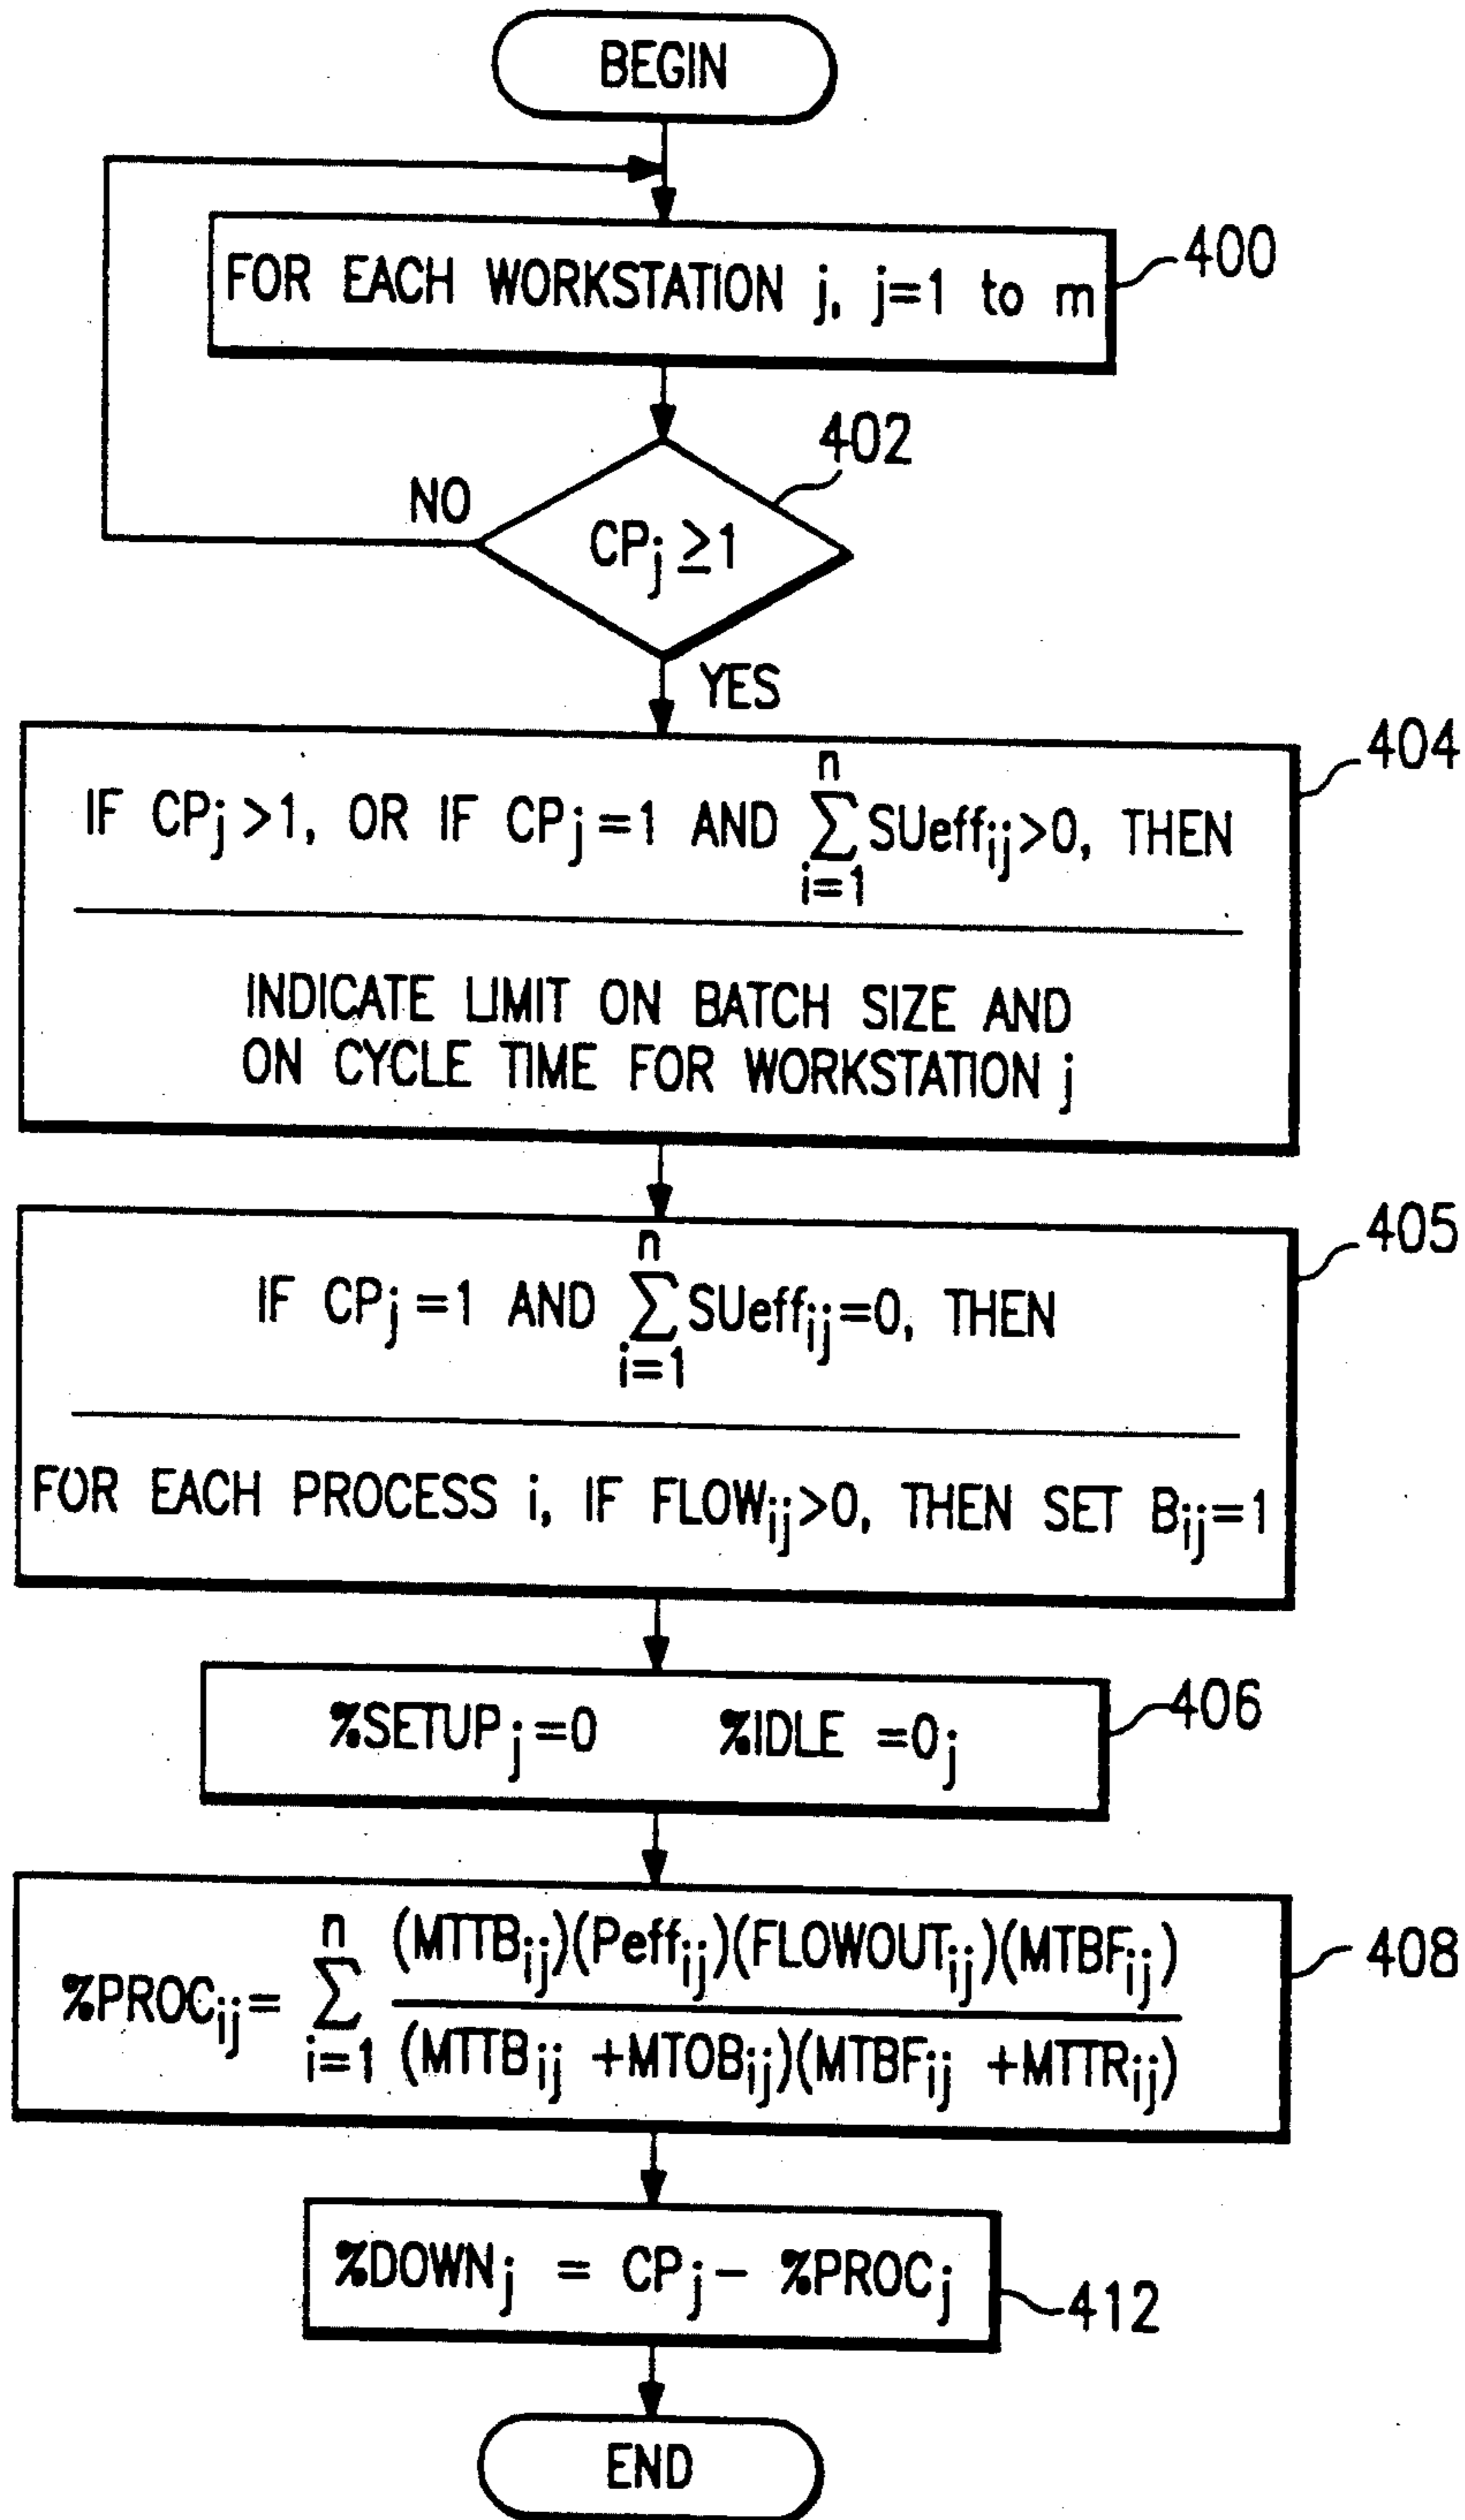 BEGIN
FOR EACH WORKSTATION j, j=1 to m
400
402
NO
CPj ≥1
YES
404
n
IF CPj >1, OR IF CPj =1 AND ∑ SUeffij>0, THEN
i=1
INDICATE LIMIT ON BATCH SIZE AND
ON CYCLE TIME FOR WORKSTATION j
405
n
IF CPj =1 AND ∑ SUeffij=0, THEN
i=1
FOR EACH PROCESS i, IF FLOWij>0, THEN SET Bij=1
%SETUPj=0 %IDLE =0j
406
n (MTTBij)(Peffij)(FLOWOUTij)(MTBFij)
%PROCij= ∑
i=1 (MTTBij +MTOBij)(MTBFij +MTTRij)
408
%DOWNj = CPj− %PROCj
412
END